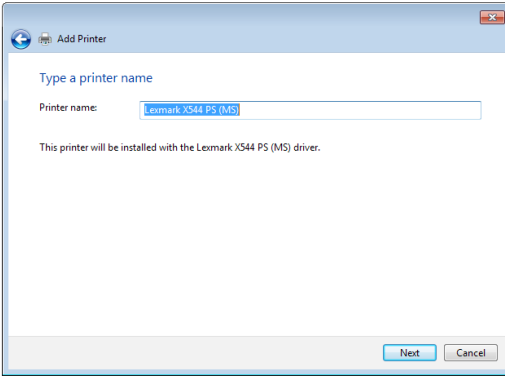 Add Printer
Type a printer name
Printer name: Lexmark X544 PS (MS)
This printer will be installed with the Lexmark X544 PS (MS) driver.
Next Cancel